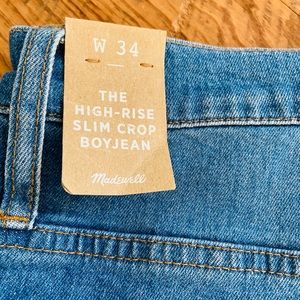 W 34
THE
HIGH-RISE
SLIM CROP
BOYJEAN
Madewell